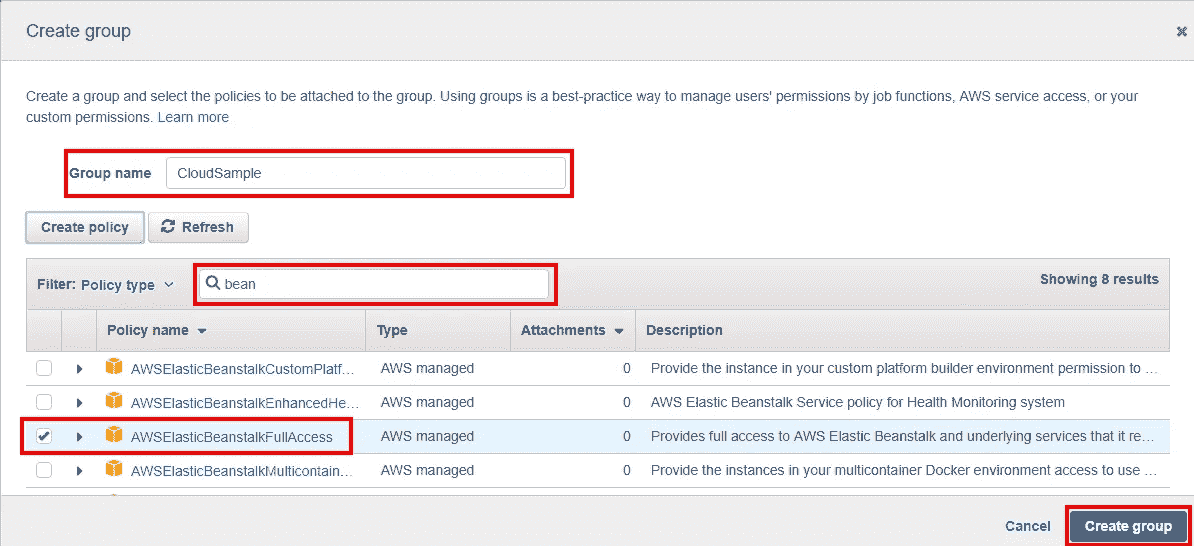 Create group
Create a group and select the policies to be attached to the group. Using groups is a best-practice way to manage users' permissions by job functions, AWS service access, or your
custom permissions. Learn more
Group name CloudSample
Create policy Refresh
Filter: Policy type bean Showing 8 results
Policy name Type Attachments Description
AWSElasticBeanstalkCustomPlatf... AWS managed 0 Provide the instance in your custom platform builder environment permission to ...
AWSElasticBeanstalkEnhancedHe... AWS managed 0 AWS Elastic Beanstalk Service policy for Health Monitoring system
AWSElasticBeanstalkFullAccess AWS managed 0 Provides full access to AWS Elastic Beanstalk and underlying services that it re...
AWSElasticBeanstalkMulticontain... AWS managed 0 Provide the instances in your multicontainer Docker environment access to use ...
Cancel Create group